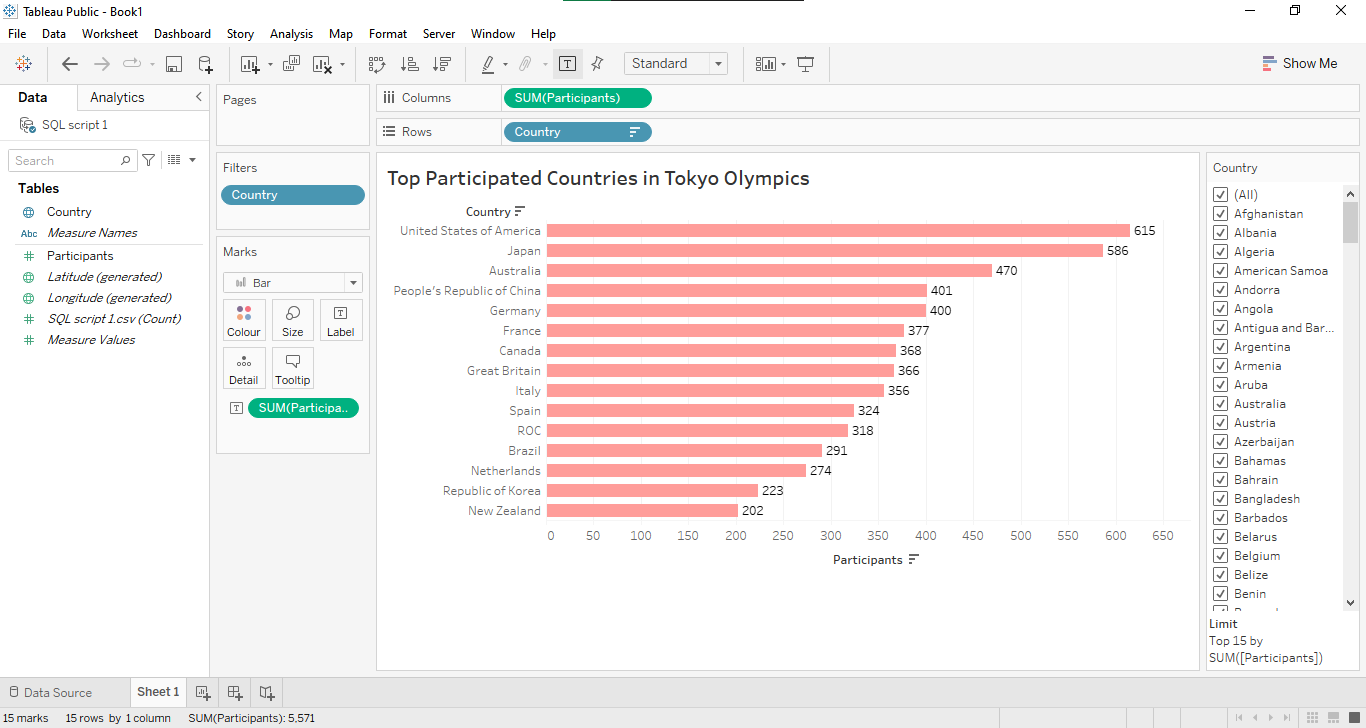 Tableau Public - Book1
File Data Worksheet Dashboard Story Analysis Map Format Server Window Help
Standard
Show Me
Data Analytics
SQL script 1
Search
Tables
Country
Abc Measure Names
Participants
Latitude (generated)
Longitude (generated)
SQL script 1.csv (Count)
Measure Values
Pages
Filters
Country
Marks
Bar
Colour Size Label
Detail Tooltip
SUM(Participa..
Columns SUM(Participants)
Rows Country
Top Participated Countries in Tokyo Olympics
Country
United States of America 615
Japan 586
Australia 470
People's Republic of China 401
Germany 400
France 377
Canada 368
Great Britain 366
Italy 356
Spain 324
ROC 318
Brazil 291
Netherlands 274
Republic of Korea 223
New Zealand 202
0 50 100 150 200 250 300 350 400 450 500 550 600 650
Participants
Country
(All)
Afghanistan
Albania
Algeria
American Samoa
Andorra
Angola
Antigua and Bar...
Argentina
Armenia
Aruba
Australia
Austria
Azerbaijan
Bahamas
Bahrain
Bangladesh
Barbados
Belarus
Belgium
Belize
Benin
Limit
Top 15 by
SUM([Participants])
Data Source Sheet 1
15 marks 15 rows by 1 column SUM(Participants): 5,571